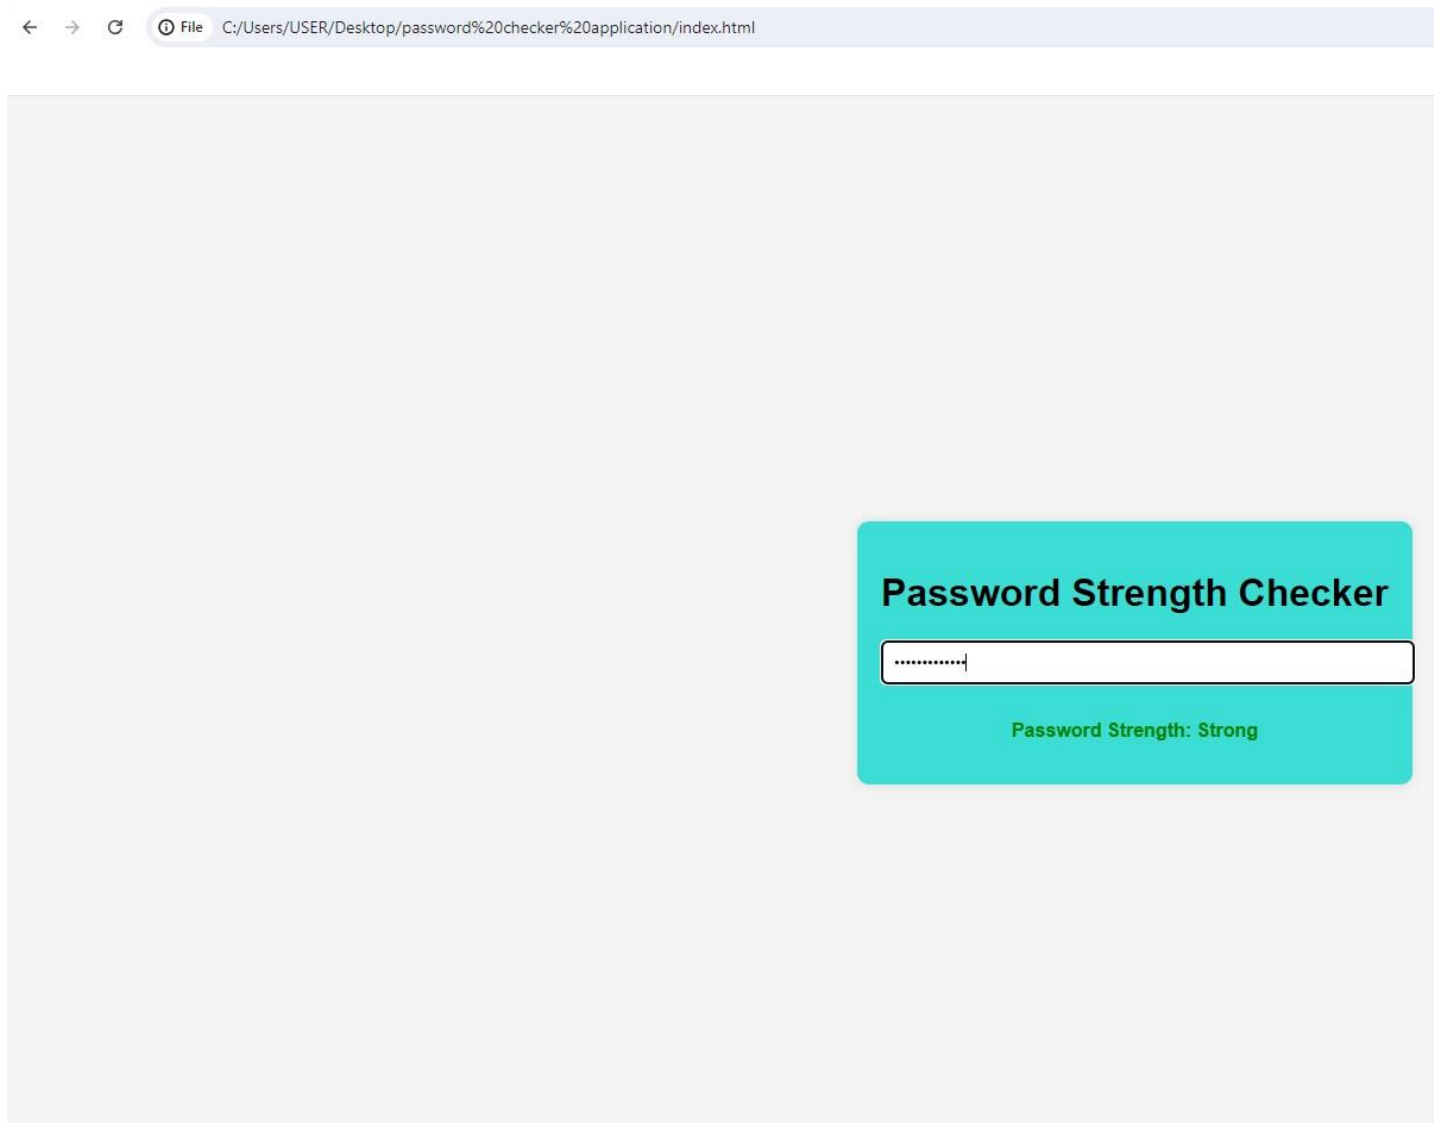 File C:/Users/USER/Desktop/password%20checker%20application/index.html
Password Strength Checker
•••••••••••••
Password Strength: Strong